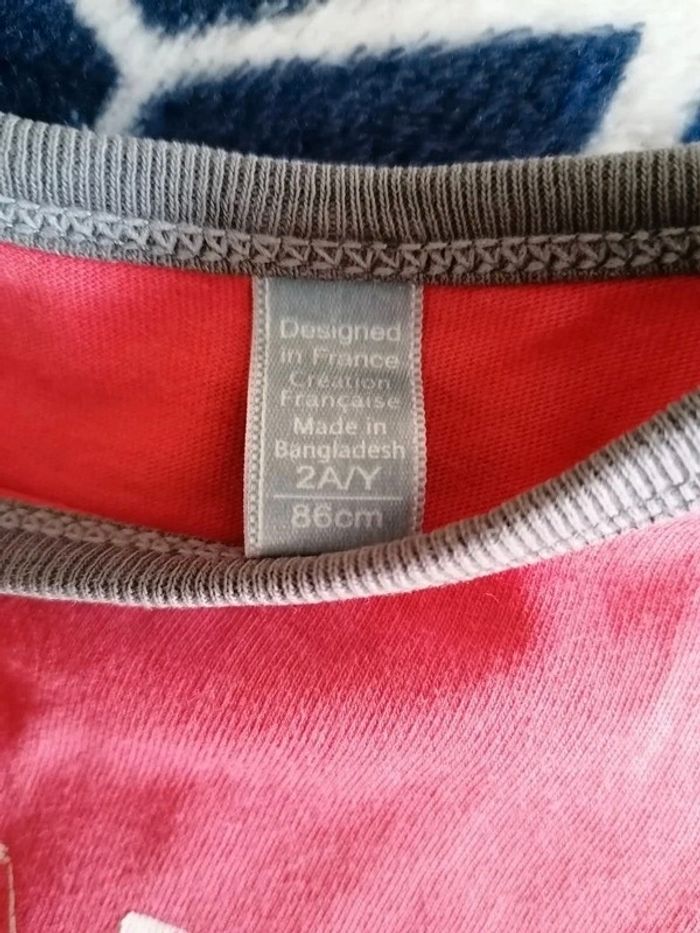 Designed
in France
Création
Française
Made in
Bangladesh
2A/Y
86cm